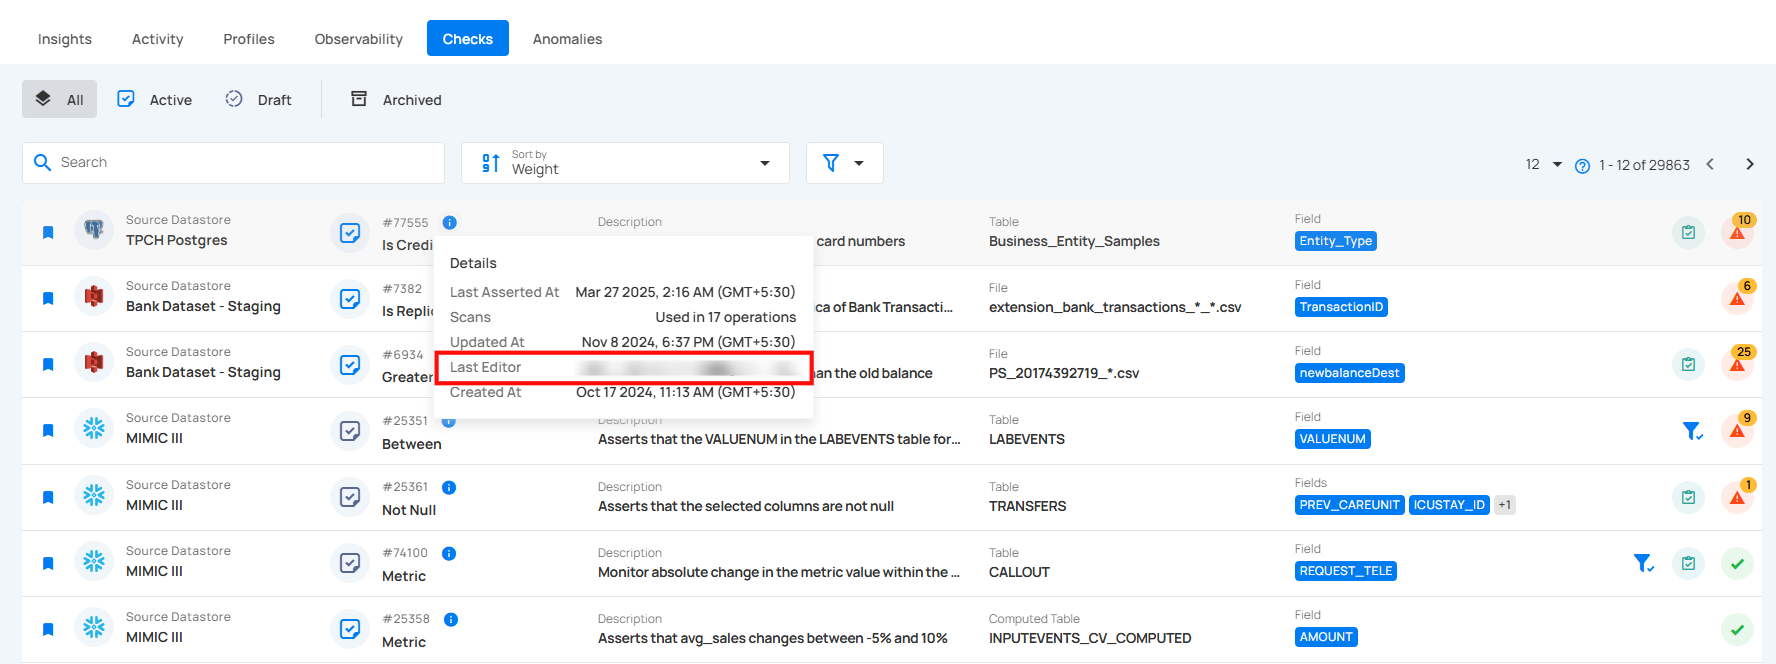 Insights Activity Profiles Observability Checks Anomalies
All Active Draft Archived
Search
Sort by
Weight
12 1 - 12 of 29863
Source Datastore
TPCH Postgres
#77555
Is Credi
Description
card numbers
Table
Business_Entity_Samples
Field
Entity_Type
10
Details
Last Asserted At Mar 27 2025, 2:16 AM (GMT+5:30)
Scans Used in 17 operations
Updated At Nov 8 2024, 6:37 PM (GMT+5:30)
Last Editor
Created At Oct 17 2024, 11:13 AM (GMT+5:30)
Source Datastore
Bank Dataset - Staging
#7382
Is Replic
ca of Bank Transacti...
File
extension_bank_transactions_*_*.csv
Field
TransactionID
6
Source Datastore
Bank Dataset - Staging
#6934
Greater
an the old balance
File
PS_20174392719_*.csv
Field
newbalanceDest
25
Source Datastore
MIMIC III
#25351
Between
Description
Asserts that the VALUENUM in the LABEVENTS table for...
Table
LABEVENTS
Field
VALUENUM
9
Source Datastore
MIMIC III
#25361
Not Null
Description
Asserts that the selected columns are not null
Table
TRANSFERS
Fields
PREV_CAREUNIT ICUSTAY_ID +1
1
Source Datastore
MIMIC III
#74100
Metric
Description
Monitor absolute change in the metric value within the ...
Table
CALLOUT
Field
REQUEST_TELE
Source Datastore
MIMIC III
#25358
Metric
Description
Asserts that avg_sales changes between -5% and 10%
Computed Table
INPUTEVENTS_CV_COMPUTED
Field
AMOUNT